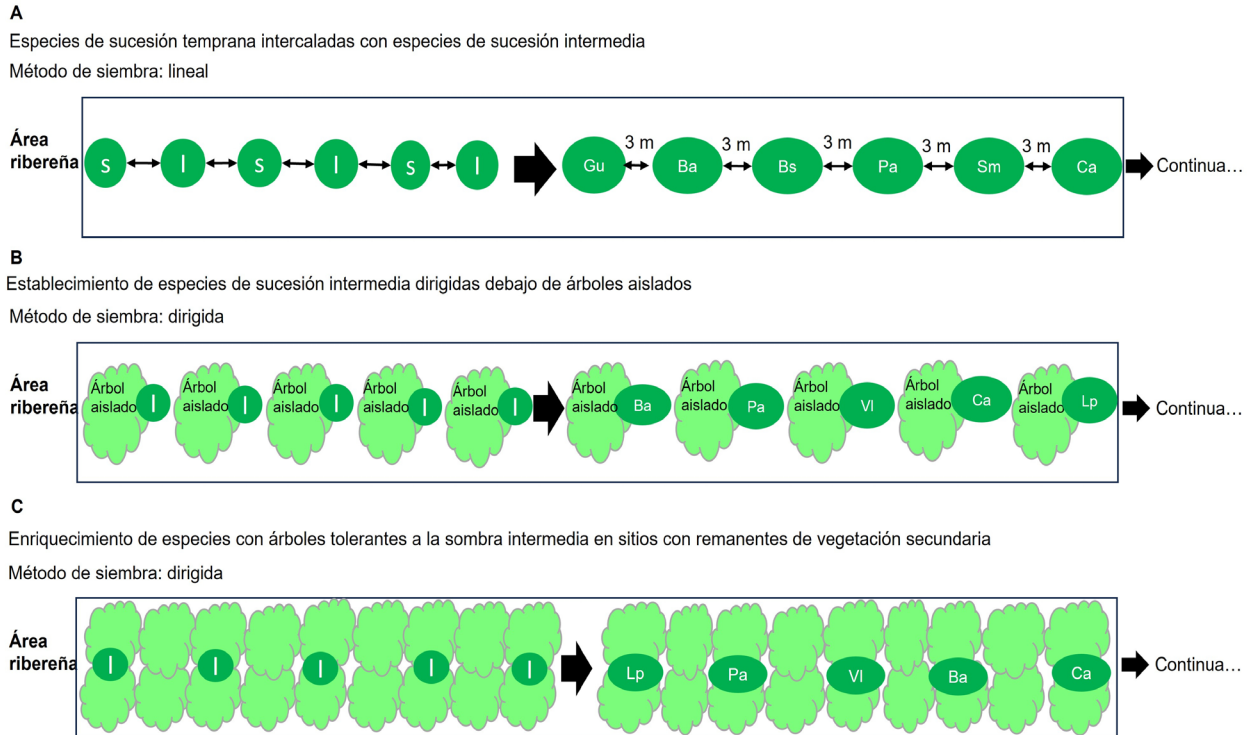 A
Especies de sucesión temprana intercaladas con especies de sucesión intermedia
Método de siembra: lineal
Área
ribereña
s I s I s I
3 m 3 m 3 m 3 m 3 m
Gu Ba Bs Pa Sm Ca
Continua...
B
Establecimiento de especies de sucesión intermedia dirigidas debajo de árboles aislados
Método de siembra: dirigida
Área
ribereña
Árbol
aislado
I
Árbol
aislado
I
Árbol
aislado
I
Árbol
aislado
I
Árbol
aislado
I
Árbol
aislado
Ba
Árbol
aislado
Pa
Árbol
aislado
Vl
Árbol
aislado
Ca
Árbol
aislado
Lp
Continua...
C
Enriquecimiento de especies con árboles tolerantes a la sombra intermedia en sitios con remanentes de vegetación secundaria
Método de siembra: dirigida
Área
ribereña
I I I I I
Lp Pa Vl Ba Ca
Continua...